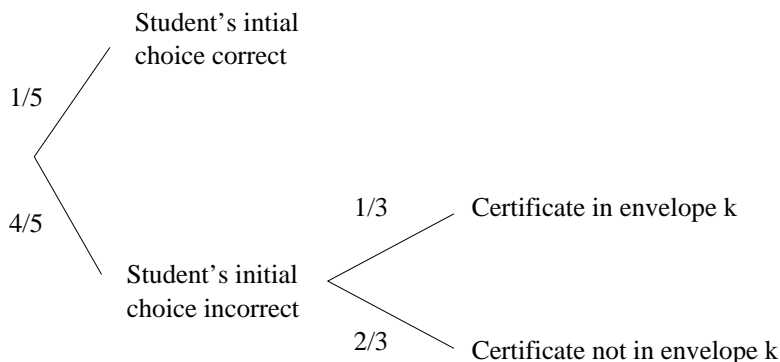 Student's intial
choice correct
1/5
4/5
1/3
Certificate in envelope k
Student's initial
choice incorrect
2/3
Certificate not in envelope k